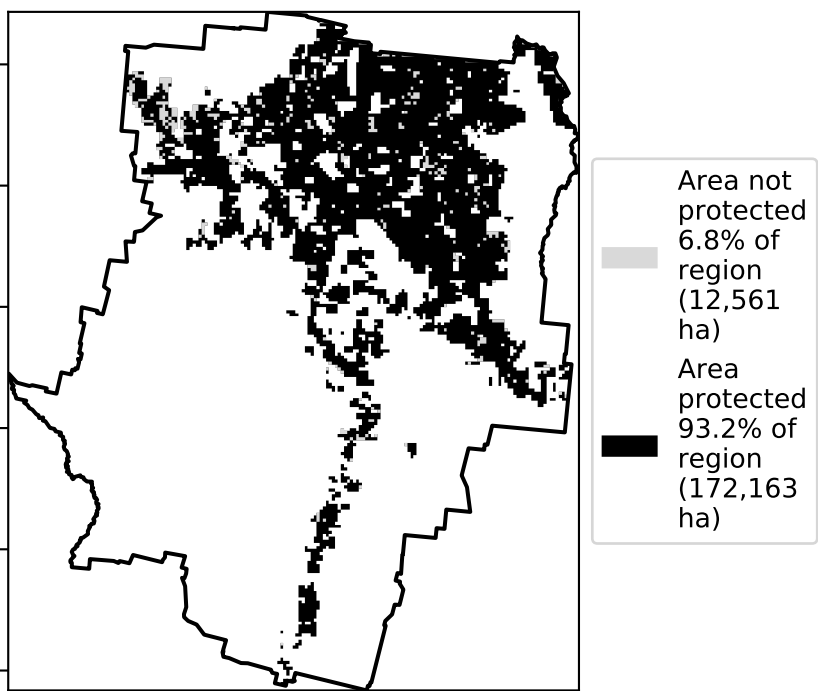 Area not
protected
6.8% of
region
(12,561
ha)
Area
protected
93.2% of
region
(172,163
ha)